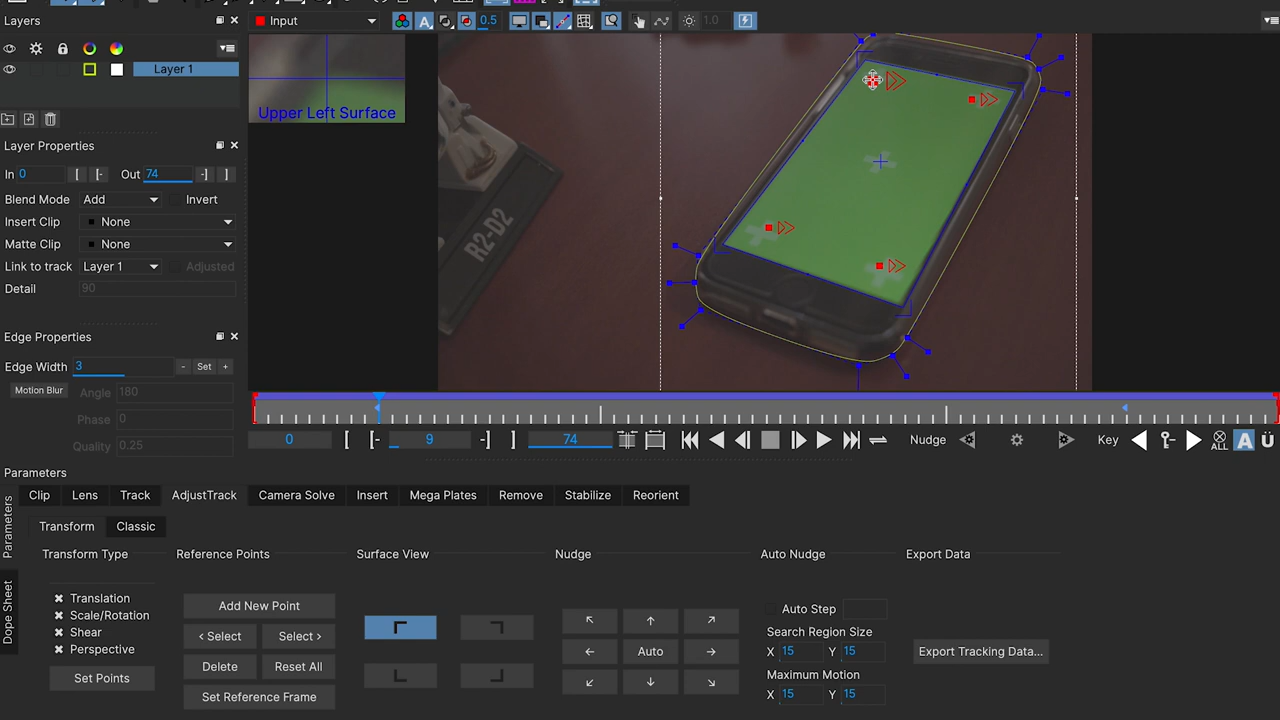 Layers
Input
A
0.5
1.0
Layer 1
Upper Left Surface
R2-D2
Layer Properties
In 0
Out 74
Blend Mode Add Invert
Insert Clip None
Matte Clip None
Link to track Layer 1 Adjusted
Detail 90
Edge Properties
Edge Width 3 - Set +
Motion Blur Angle 180
Phase 0
Quality 0.25
0 9 74 Nudge Key ALL A Ü
Parameters
Clip Lens Track AdjustTrack Camera Solve Insert Mega Plates Remove Stabilize Reorient
Parameters
Dope Sheet
Transform Classic
Transform Type
Translation
Scale/Rotation
Shear
Perspective
Set Points
Reference Points
Add New Point
< Select Select >
Delete Reset All
Set Reference Frame
Surface View
Nudge
Auto
Auto Nudge
Auto Step
Search Region Size
X 15 Y 15
Maximum Motion
X 15 Y 15
Export Data
Export Tracking Data...